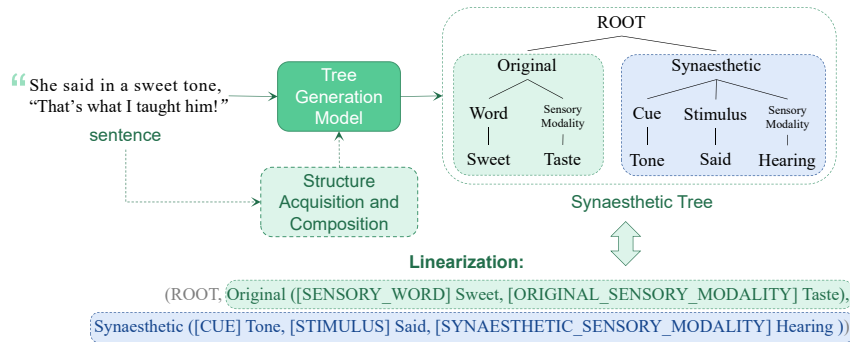 “ She said in a sweet tone,
“That’s what I taught him!”
sentence
Tree
Generation
Model
Structure
Acquisition and
Composition
ROOT
Original
Synaesthetic
Word
Sensory
Modality
Cue
Stimulus
Sensory
Modality
Sweet
Taste
Tone
Said
Hearing
Synaesthetic Tree
Linearization:
(ROOT, Original ([SENSORY_WORD] Sweet, [ORIGINAL_SENSORY_MODALITY] Taste),
Synaesthetic ([CUE] Tone, [STIMULUS] Said, [SYNAESTHETIC_SENSORY_MODALITY] Hearing ))